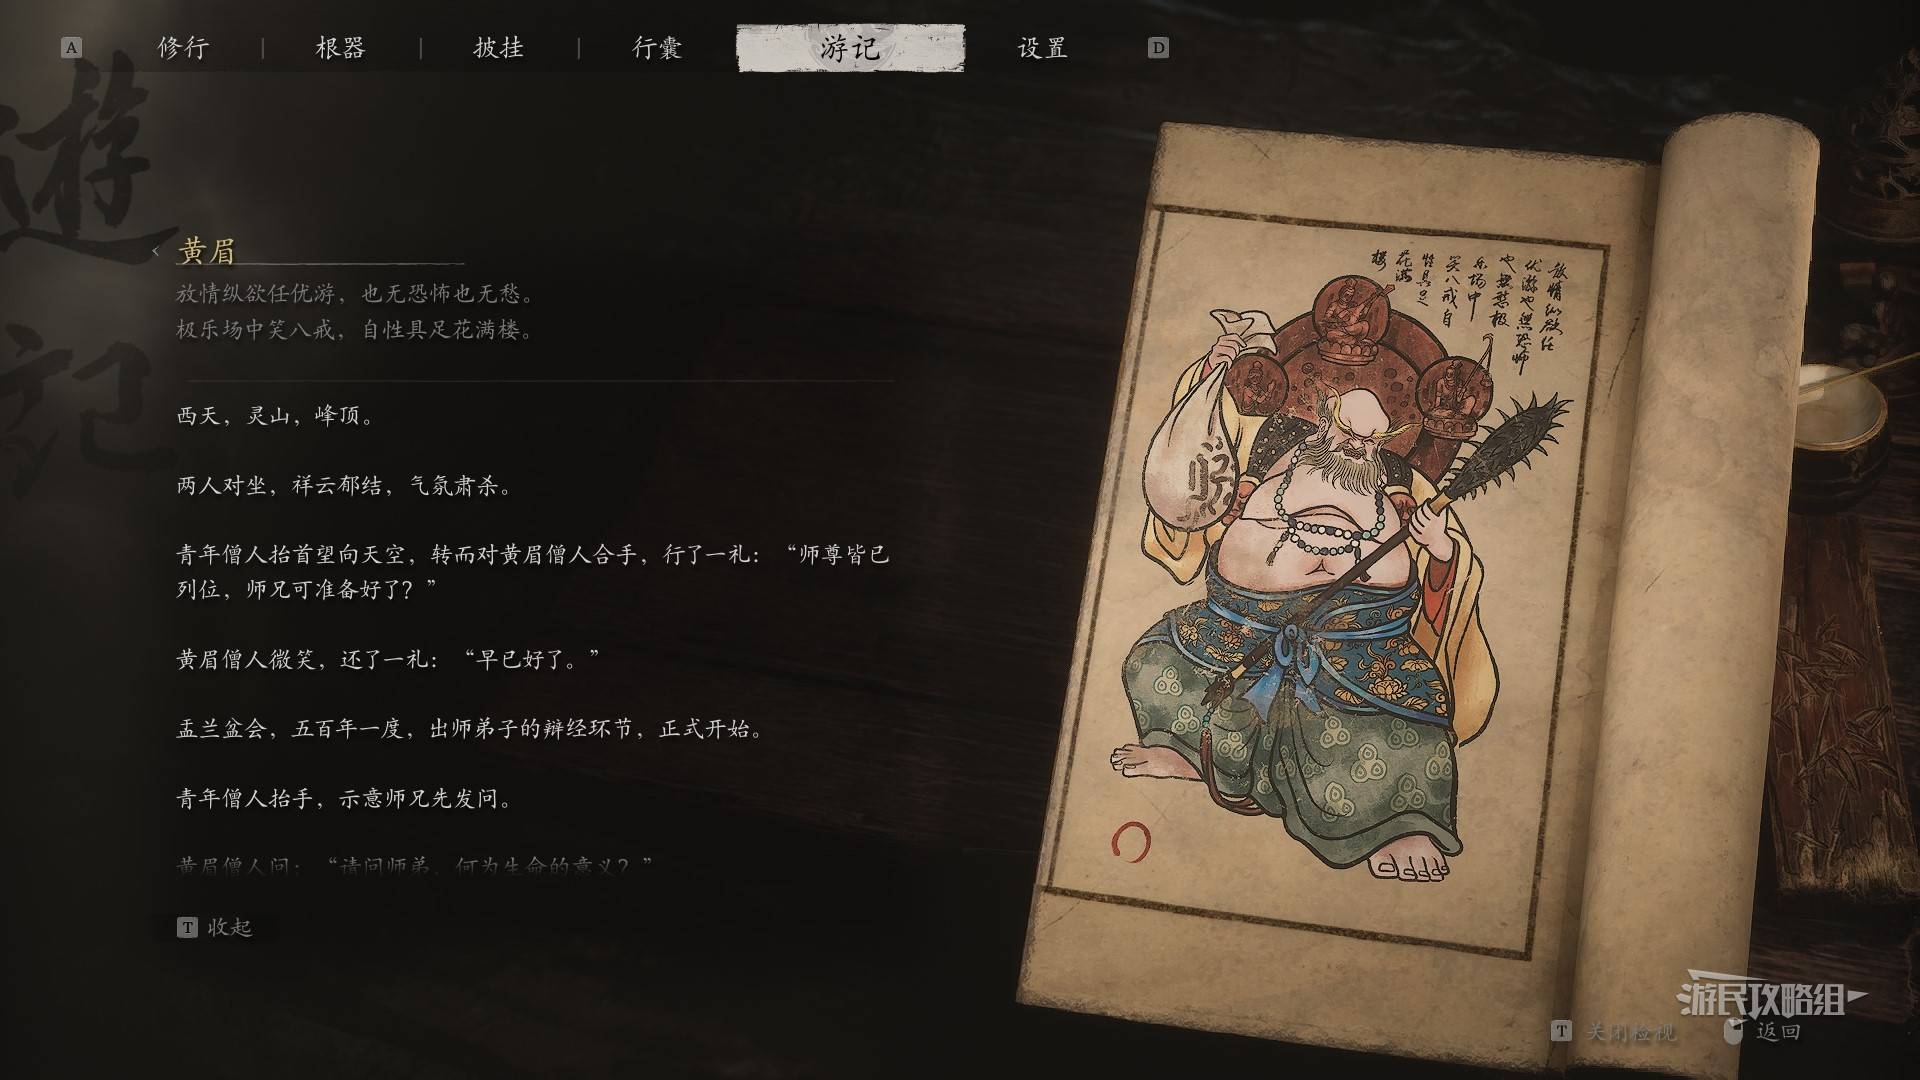 A 修行 | 根器 | 披挂 | 行囊 游记 设置 D
遊記
黄眉
放情纵欲任优游，也无恐怖也无愁。
极乐场中笑八戒，自性具足花满楼。
西天，灵山，峰顶。
两人对坐，祥云郁结，气氛肃杀。
青年僧人抬首望向天空，转而对黄眉僧人合手，行了一礼：“师尊皆已
列位，师兄可准备好了？”
黄眉僧人微笑，还了一礼：“早已好了。”
盂兰盆会，五百年一度，出师弟子的辩经环节，正式开始。
青年僧人抬手，示意师兄先发问。
黄眉僧人问：“请问师弟，何为生命的意义？”
T 收起
放情纵欲任
优游也无恐怖
也无愁极
乐场中
笑八戒自
性具足
花满
楼
游民攻略组
T 关闭检视 返回